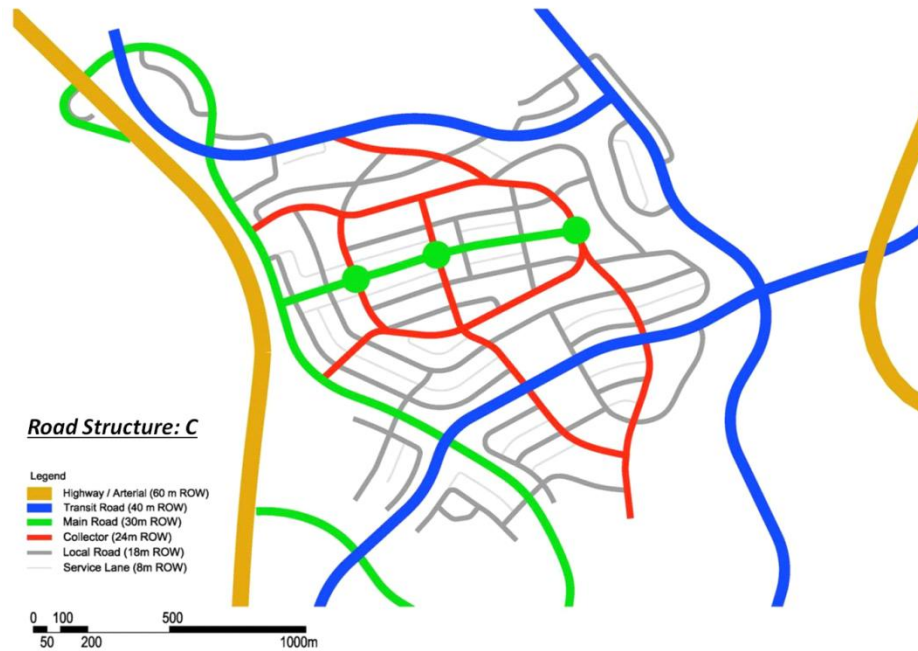 Road Structure: C
Legend
Highway / Arterial (60 m ROW)
Transit Road (40 m ROW)
Main Road (30m ROW)
Collector (24m ROW)
Local Road (18m ROW)
Service Lane (8m ROW)
0 100 500
50 200 1000m